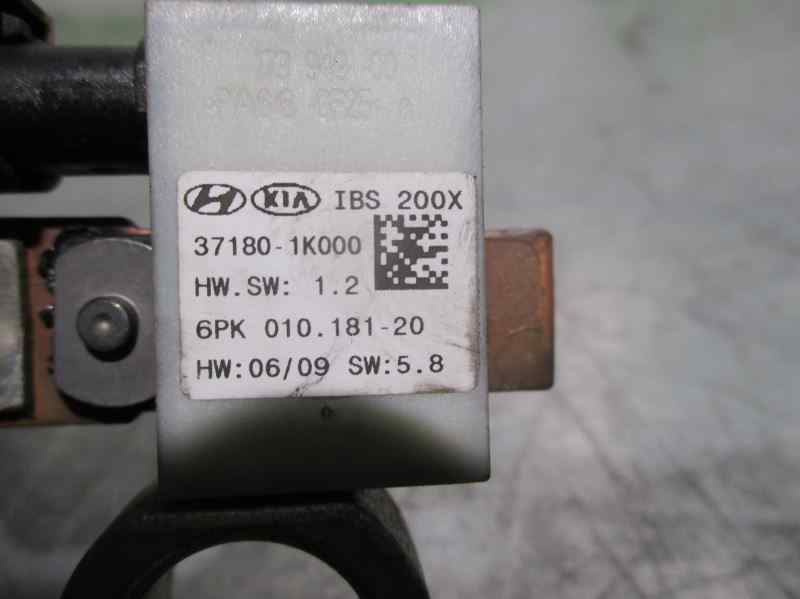 KIA IBS 200X
37180-1K000
HW.SW: 1.2
6PK 010.181-20
HW:06/09 SW:5.8